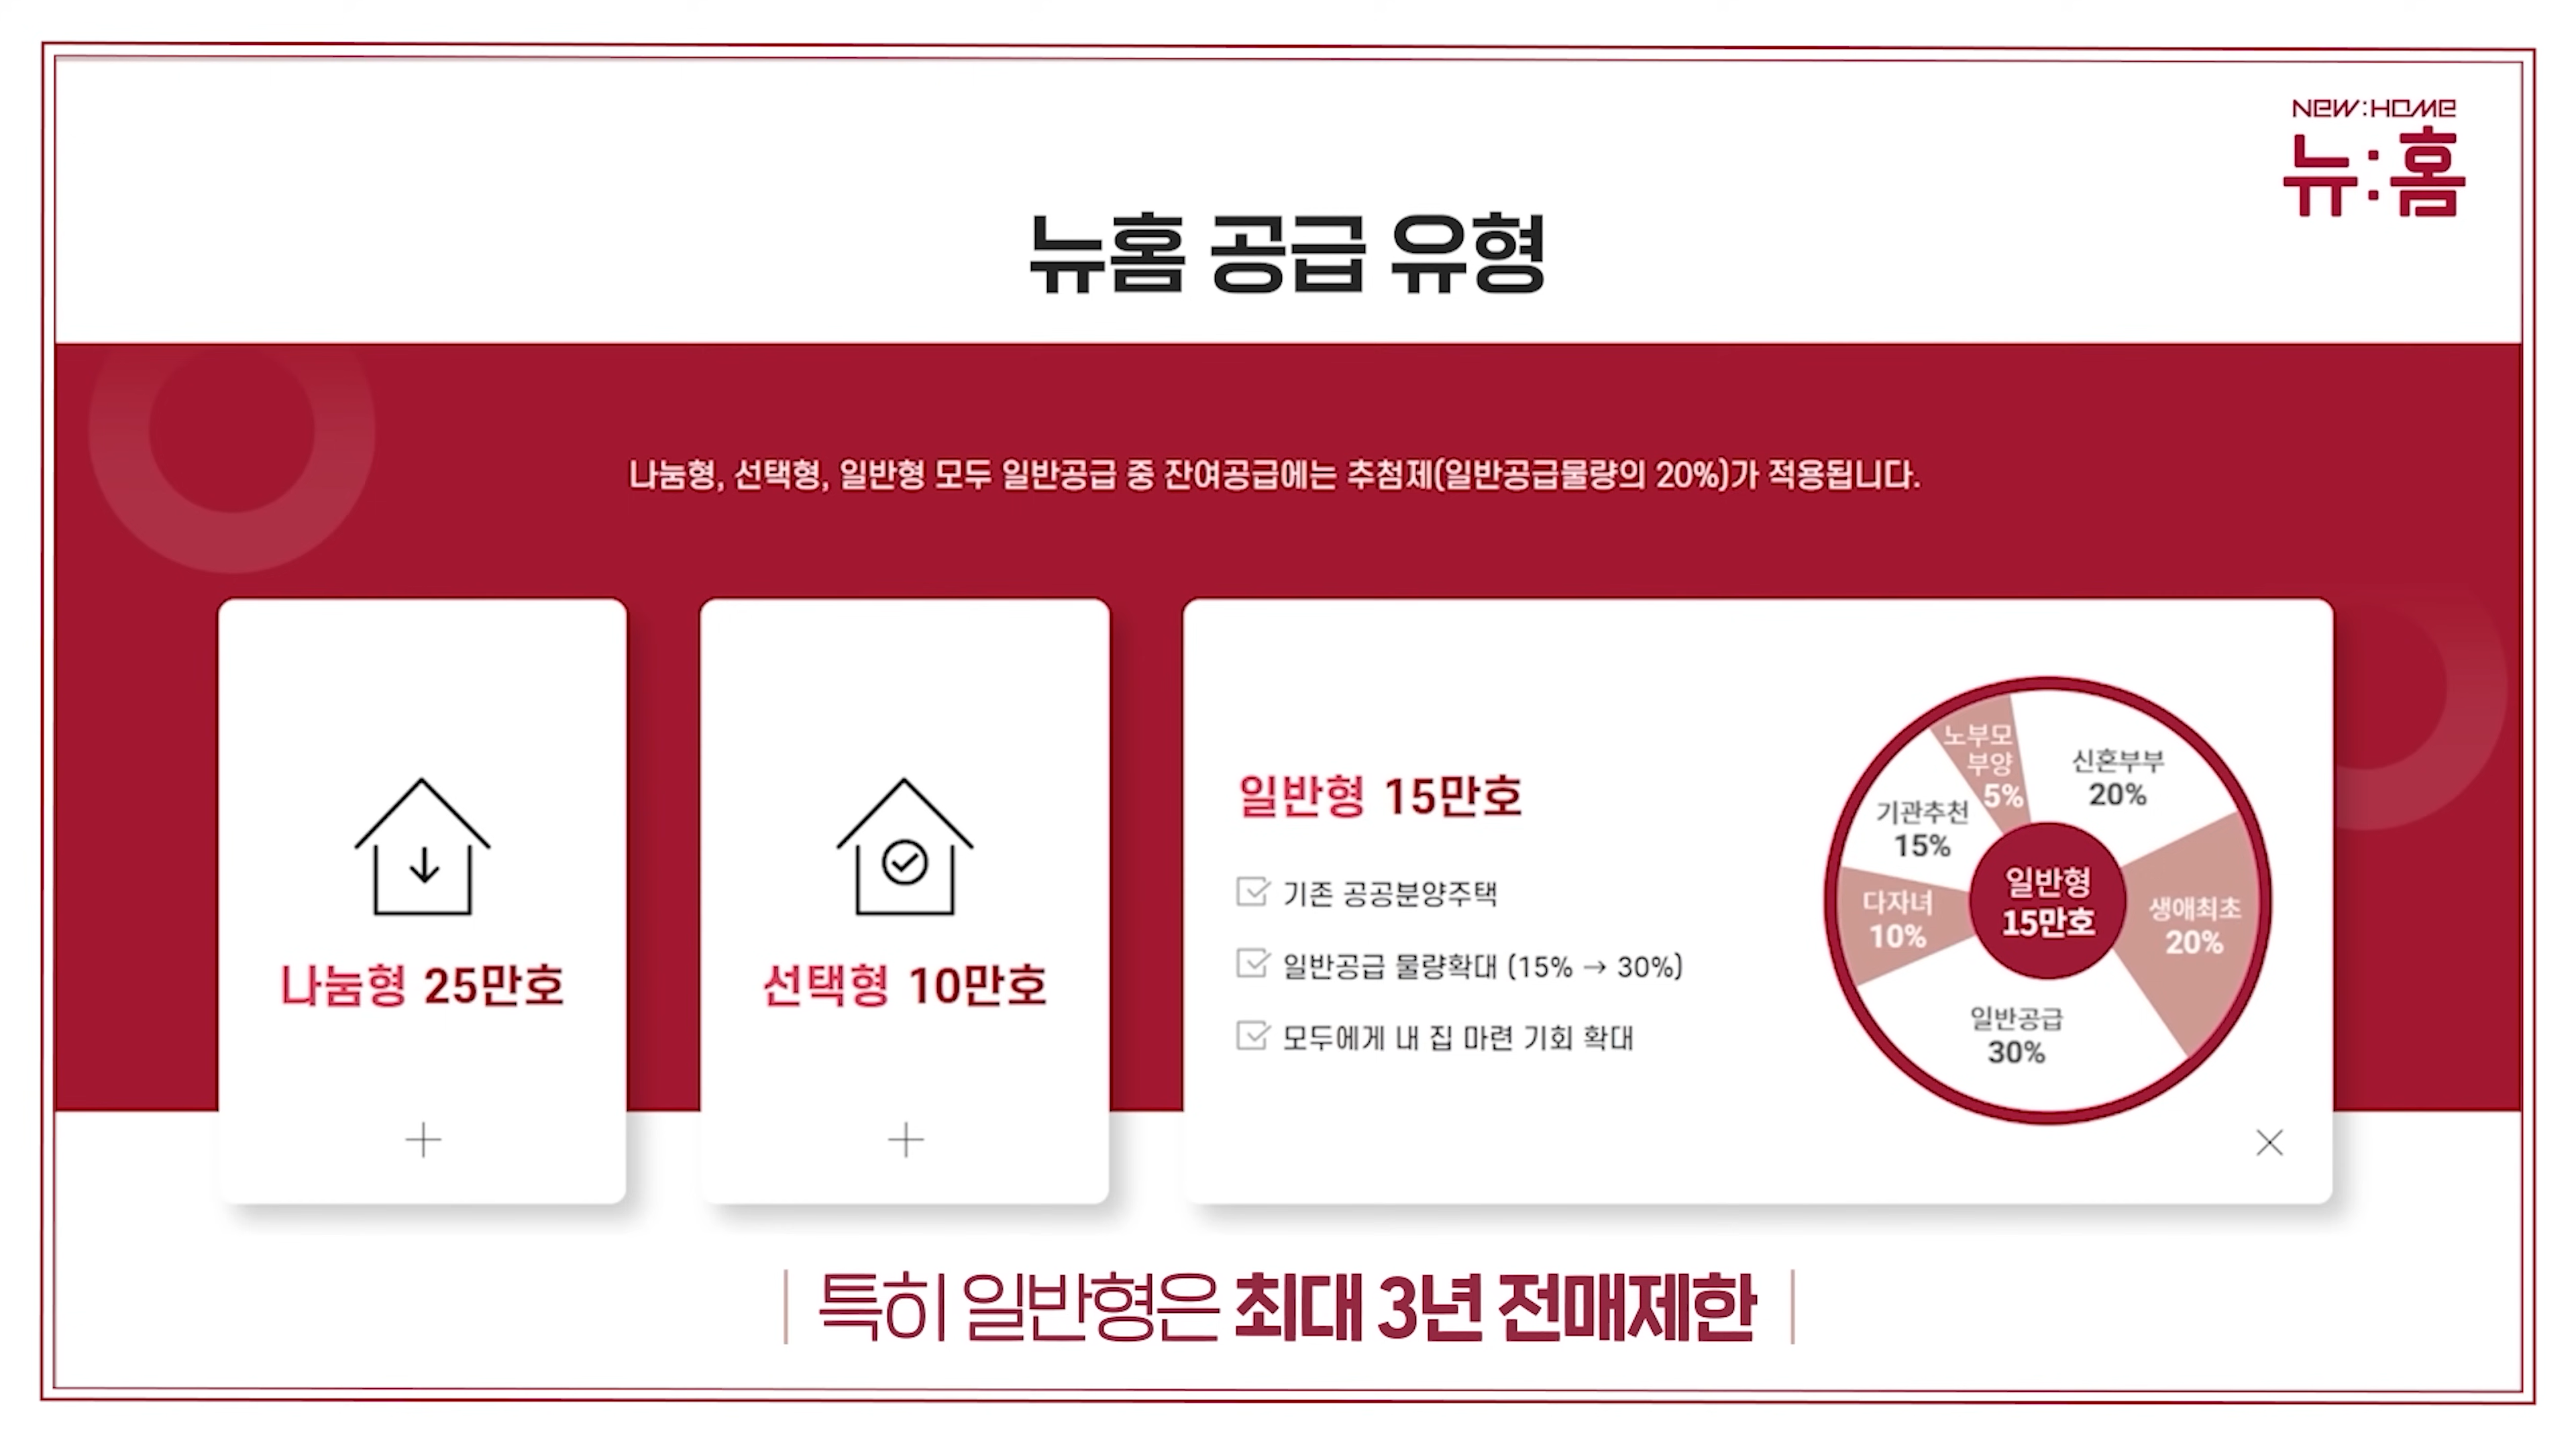 NEW:HOME
뉴:홈
뉴홈 공급 유형
나눔형, 선택형, 일반형 모두 일반공급 중 잔여공급에는 추첨제(일반공급물량의 20%)가 적용됩니다.
나눔형 25만호
선택형 10만호
일반형 15만호
기존 공공분양주택
일반공급 물량확대 (15% → 30%)
모두에게 내 집 마련 기회 확대
노부모
부양
5%
신혼부부
20%
기관추천
15%
다자녀
10%
일반형
15만호
생애최초
20%
일반공급
30%
특히 일반형은 최대 3년 전매제한